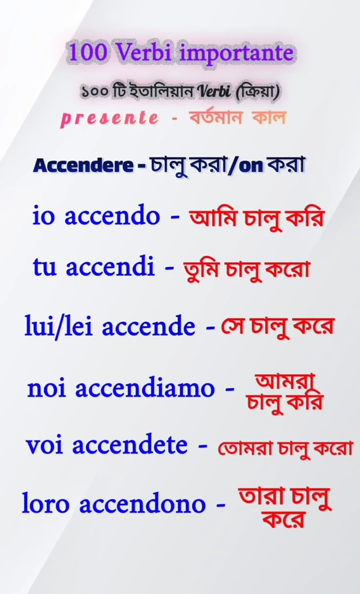 100 Verbi importante
১০০ টি ইতালিয়ান Verbi (ক্রিয়া)
presente - বর্তমান কাল
Accendere - চালু করা/on করা
io accendo - আমি চালু করি
tu accendi - তুমি চালু করো
lui/lei accende - সে চালু করে
noi accendiamo - আমরা
চালু করি
voi accendete - তোমরা চালু করো
loro accendono - তারা চালু
করে